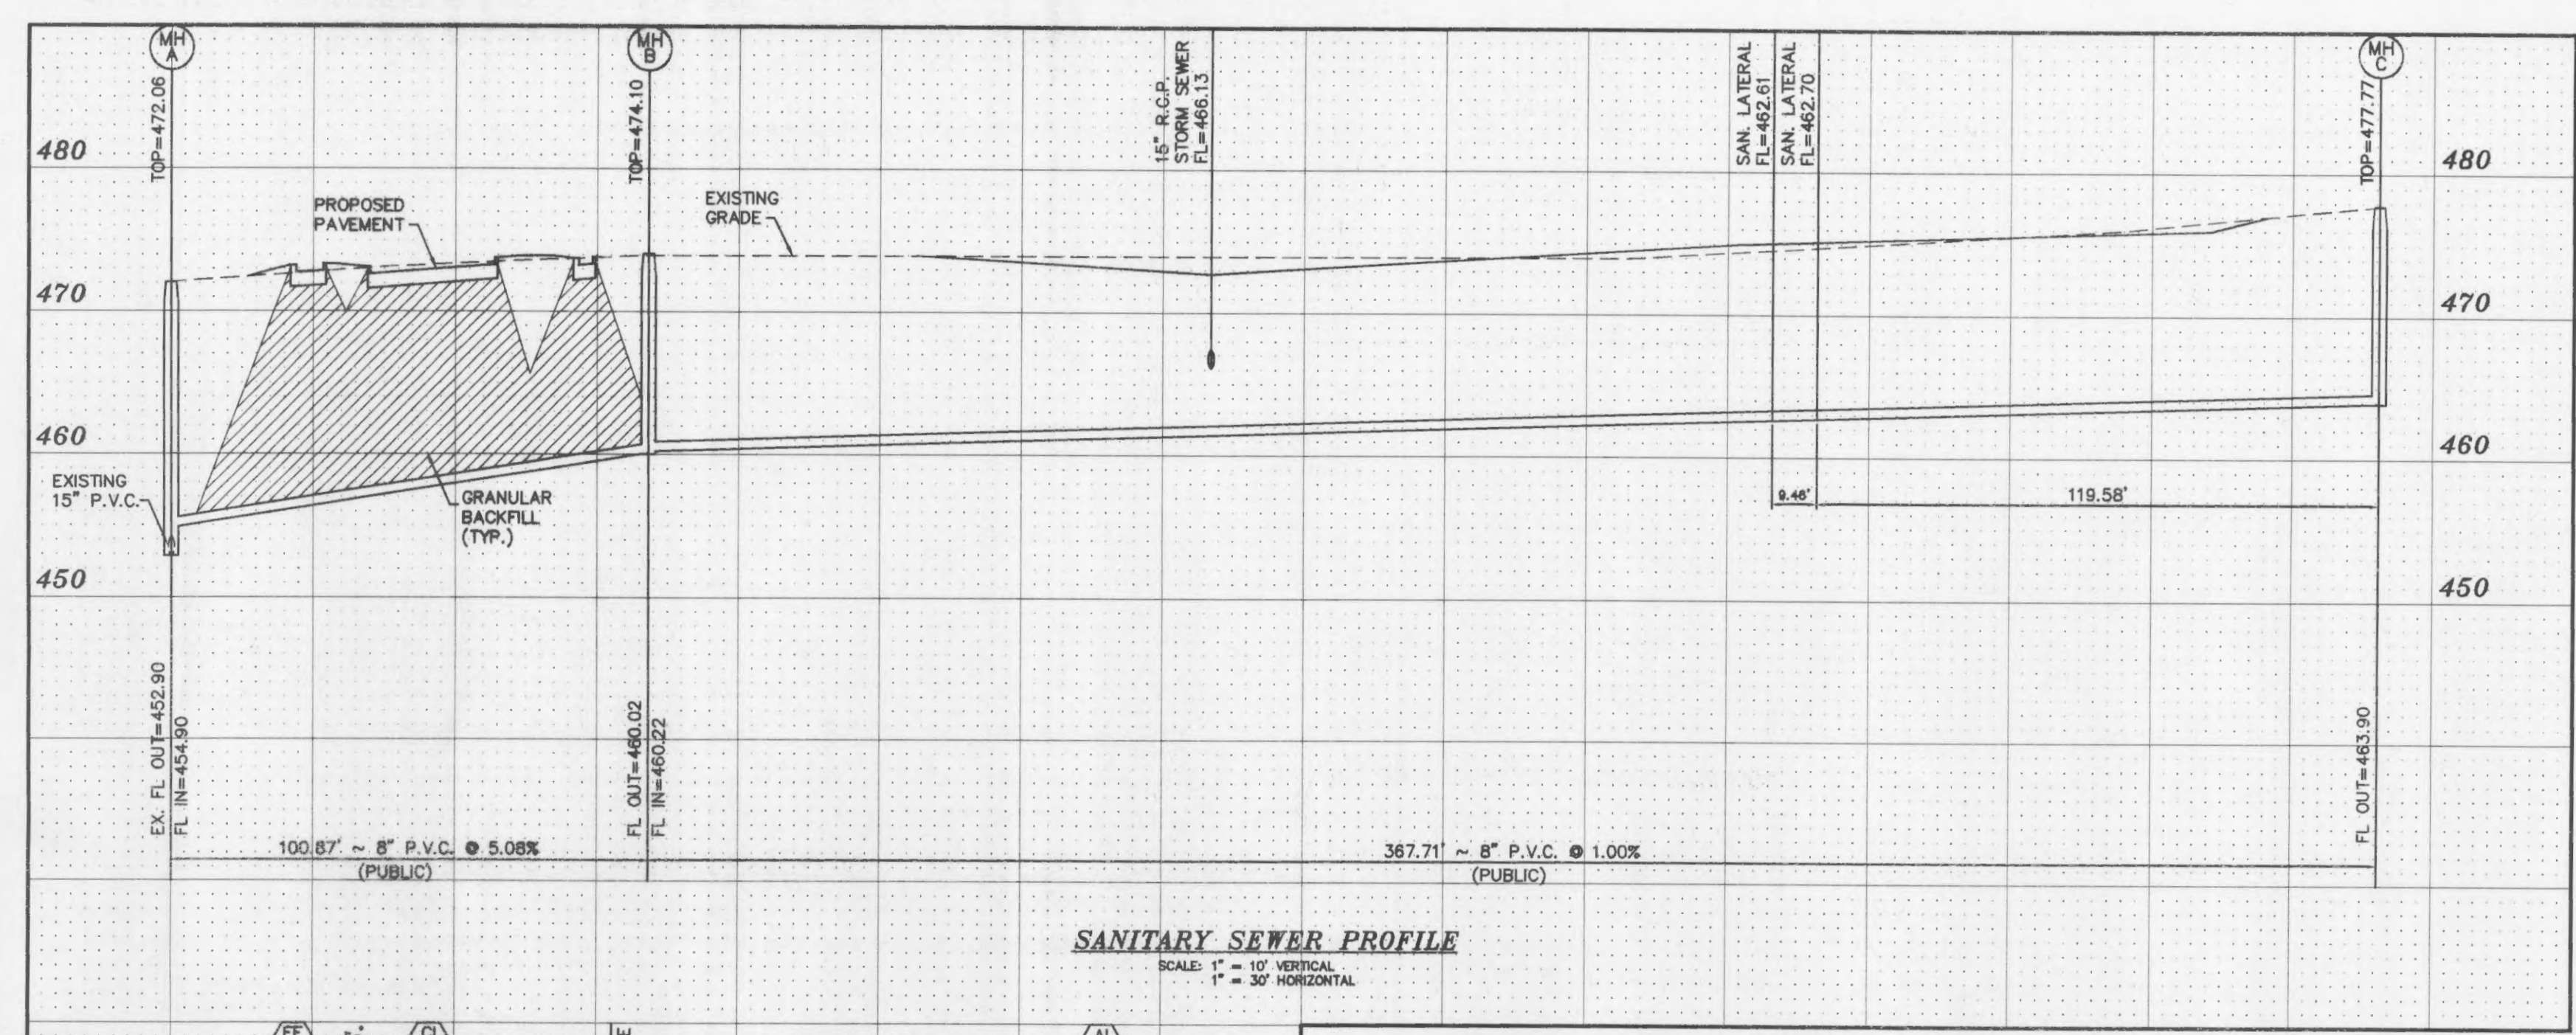 MH
A
MH
B
MH
C
TOP=472.06
TOP=474.10
15" R.C.P.
STORM SEWER
FL=466.13
SAN. LATERAL
FL=462.61
SAN. LATERAL
FL=462.70
TOP=477.77
480
480
PROPOSED
PAVEMENT
EXISTING
GRADE
470
470
460
460
EXISTING
15" P.V.C.
GRANULAR
BACKFILL
(TYP.)
9.46'
119.58'
450
450
EX. FL OUT=452.90
FL IN=454.90
FL OUT=460.02
FL IN=460.22
FL OUT=463.90
100.87' ~ 8" P.V.C. @ 5.08%
(PUBLIC)
367.71' ~ 8" P.V.C. @ 1.00%
(PUBLIC)
SANITARY SEWER PROFILE
SCALE: 1" = 10' VERTICAL
1" = 30' HORIZONTAL